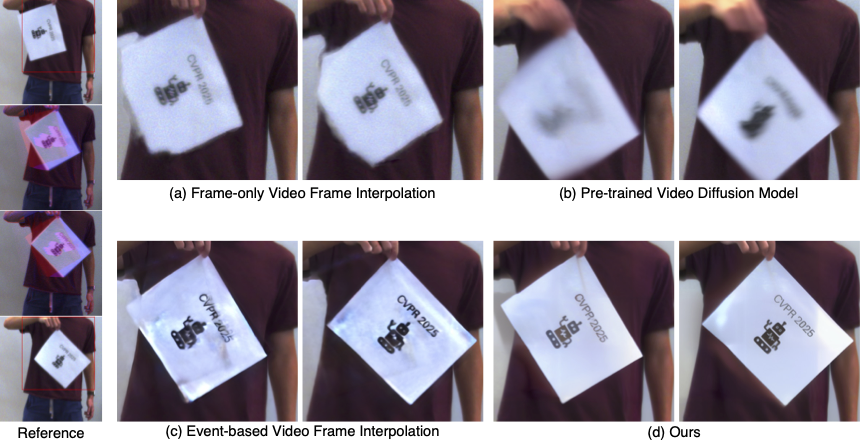 CVPR 2025
CVPR 2025
(a) Frame-only Video Frame Interpolation
(b) Pre-trained Video Diffusion Model
CVPR 2025
CVPR 2025
CVPR 2025
CVPR 2025
Reference
(c) Event-based Video Frame Interpolation
(d) Ours